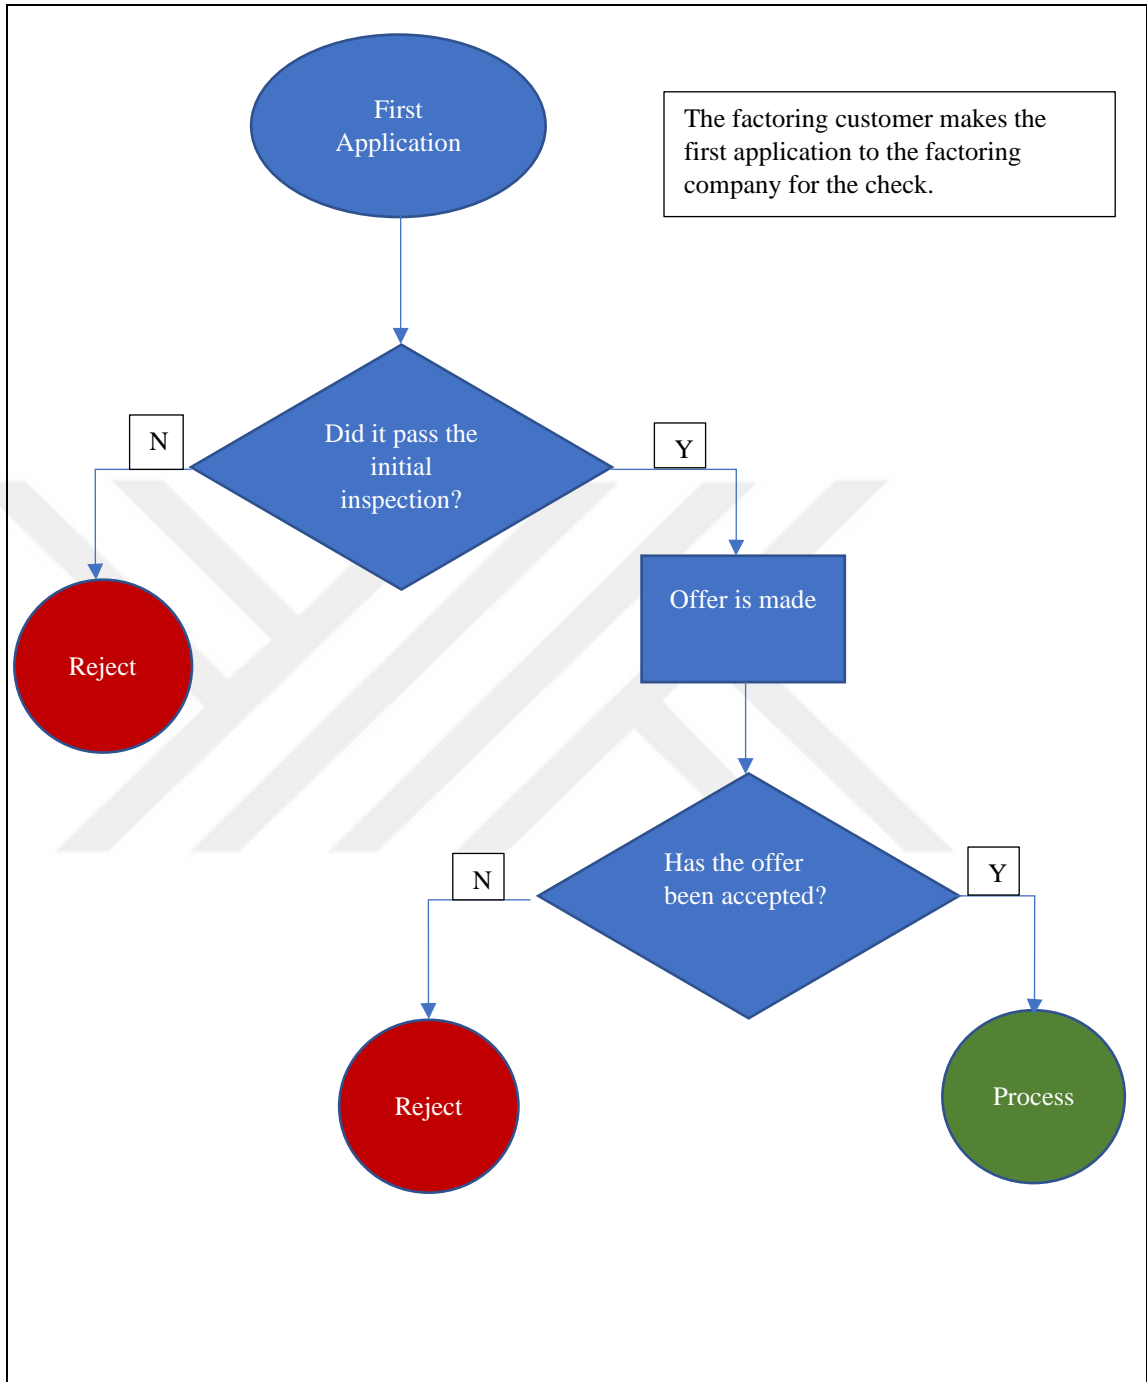 First
Application
The factoring customer makes the
first application to the factoring
company for the check.
N
Did it pass the
initial
inspection?
Y
Offer is made
Reject
N
Has the offer
been accepted?
Y
Reject
Process